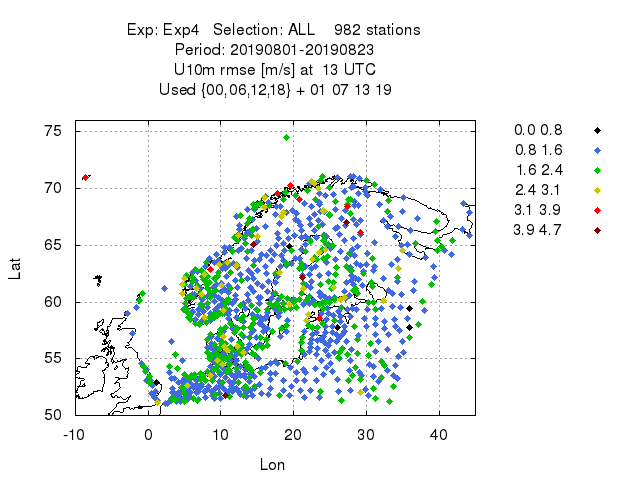 Exp: Exp4 Selection: ALL 982 stations
Period: 20190801-20190823
U10m rmse [m/s] at 13 UTC
Used {00,06,12,18} + 01 07 13 19
75
70
65
60
55
50
Lat
-10 0 10 20 30 40
Lon
0.0 0.8
0.8 1.6
1.6 2.4
2.4 3.1
3.1 3.9
3.9 4.7